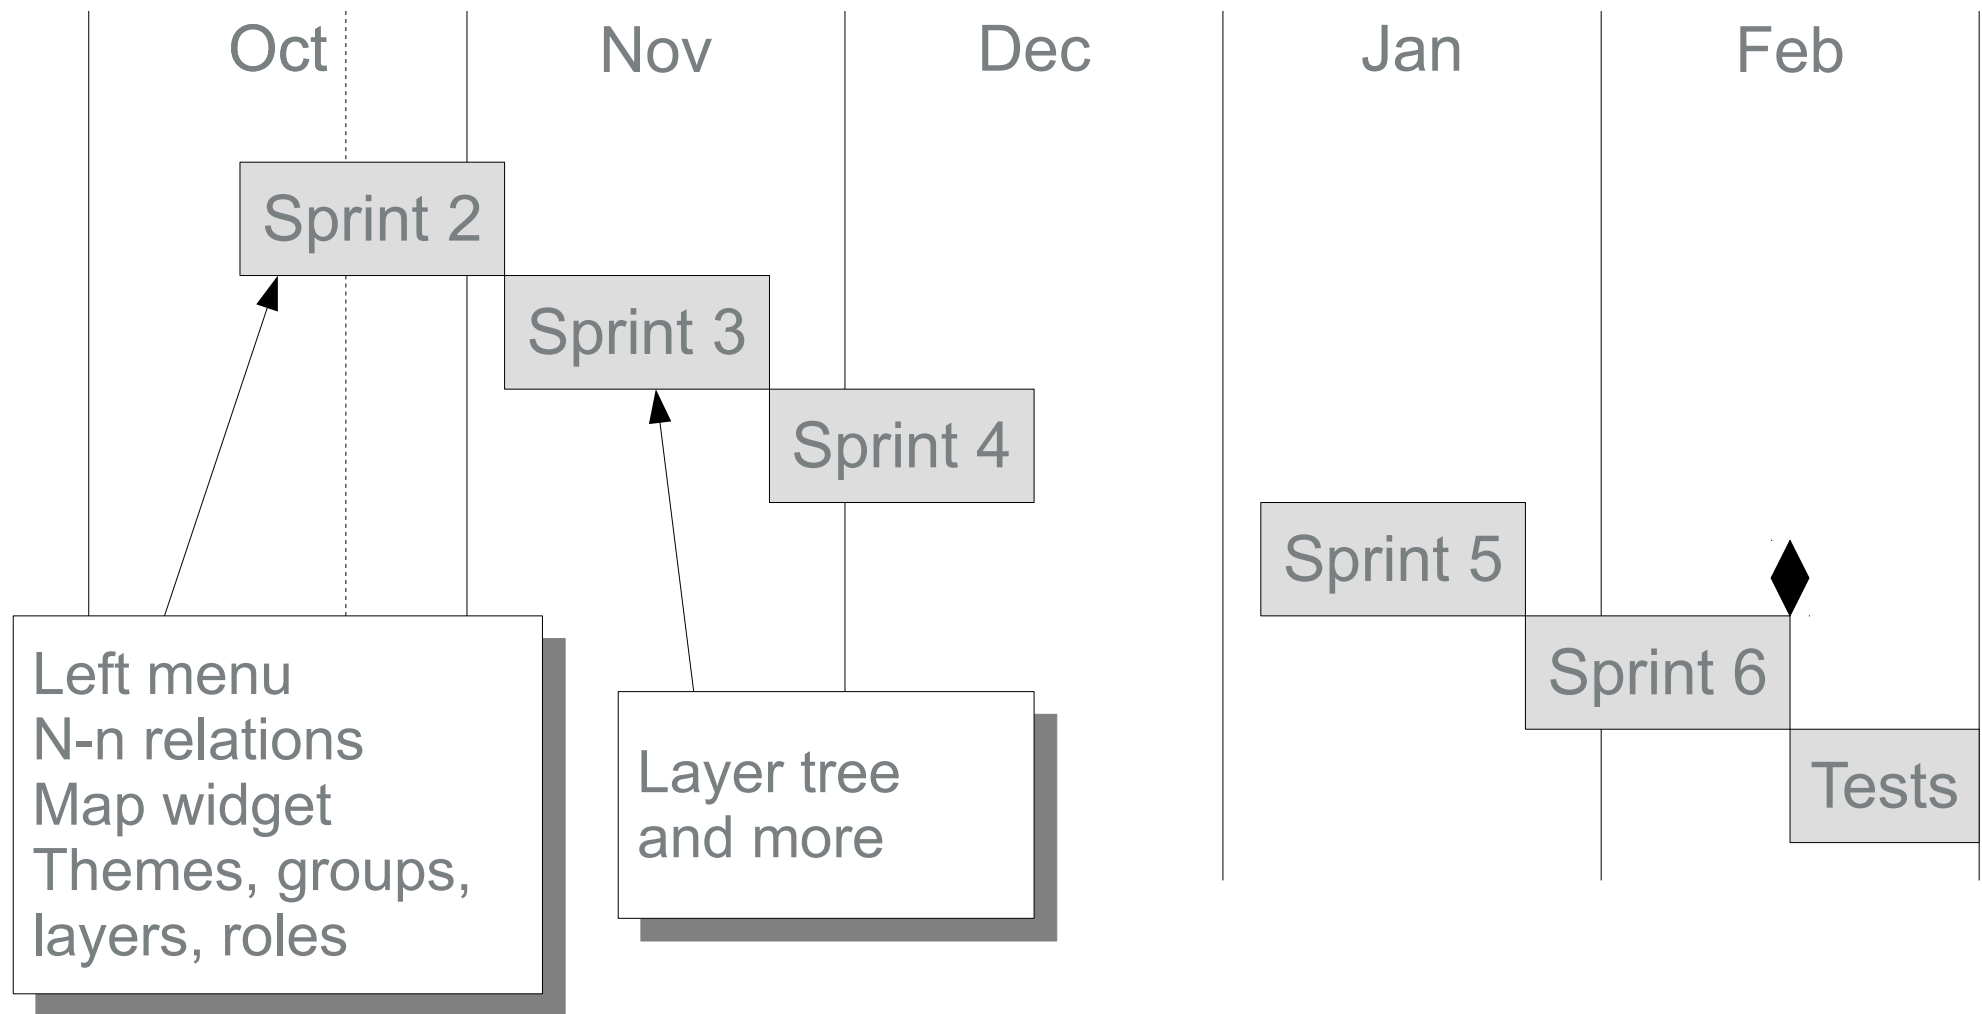 Oct
Nov
Dec
Jan
Feb
Sprint 2
Sprint 3
Sprint 4
Sprint 5
Sprint 6
Tests
Left menu
N-n relations
Map widget
Themes, groups,
layers, roles
Layer tree
and more